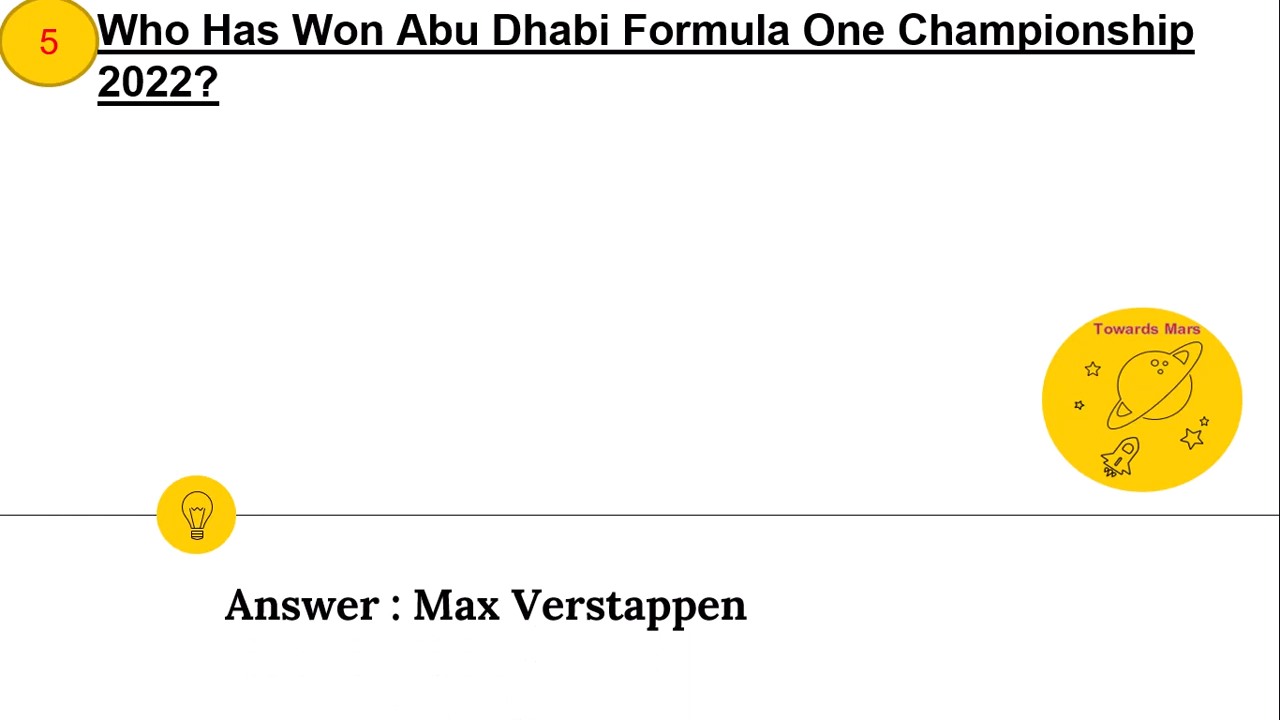 5
Who Has Won Abu Dhabi Formula One Championship
2022?
Towards Mars
Answer : Max Verstappen